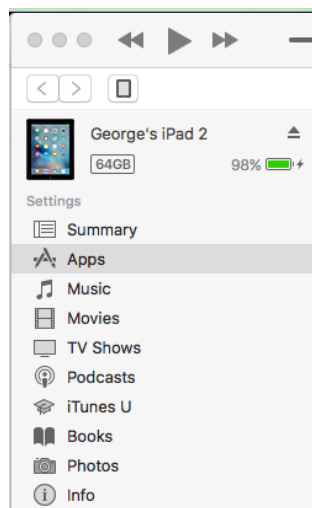 George's iPad 2
64GB
98%
Settings
Summary
Apps
Music
Movies
TV Shows
Podcasts
iTunes U
Books
Photos
Info